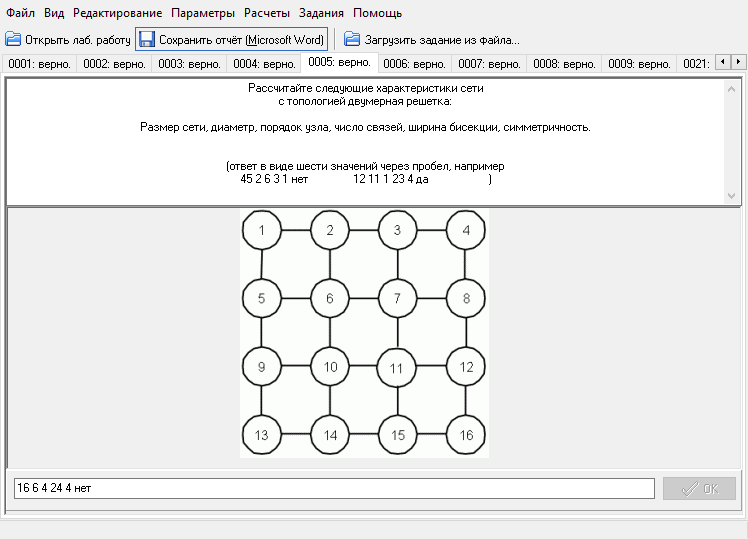 Файл Вид Редактирование Параметры Расчеты Задания Помощь
Открыть лаб. работу Сохранить отчёт (Microsoft Word) Загрузить задание из файла...
0001: верно. 0002: верно. 0003: верно. 0004: верно. 0005: верно. 0006: верно. 0007: верно. 0008: верно. 0009: верно. 0021:
Рассчитайте следующие характеристики сети
с топологией двумерная решетка:
Размер сети, диаметр, порядок узла, число связей, ширина бисекции, симметричность.
(ответ в виде шести значений через пробел, например
45 2 6 3 1 нет 12 11 1 23 4 да )
1 2 3 4
5 6 7 8
9 10 11 12
13 14 15 16
16 6 4 24 4 нет
OK